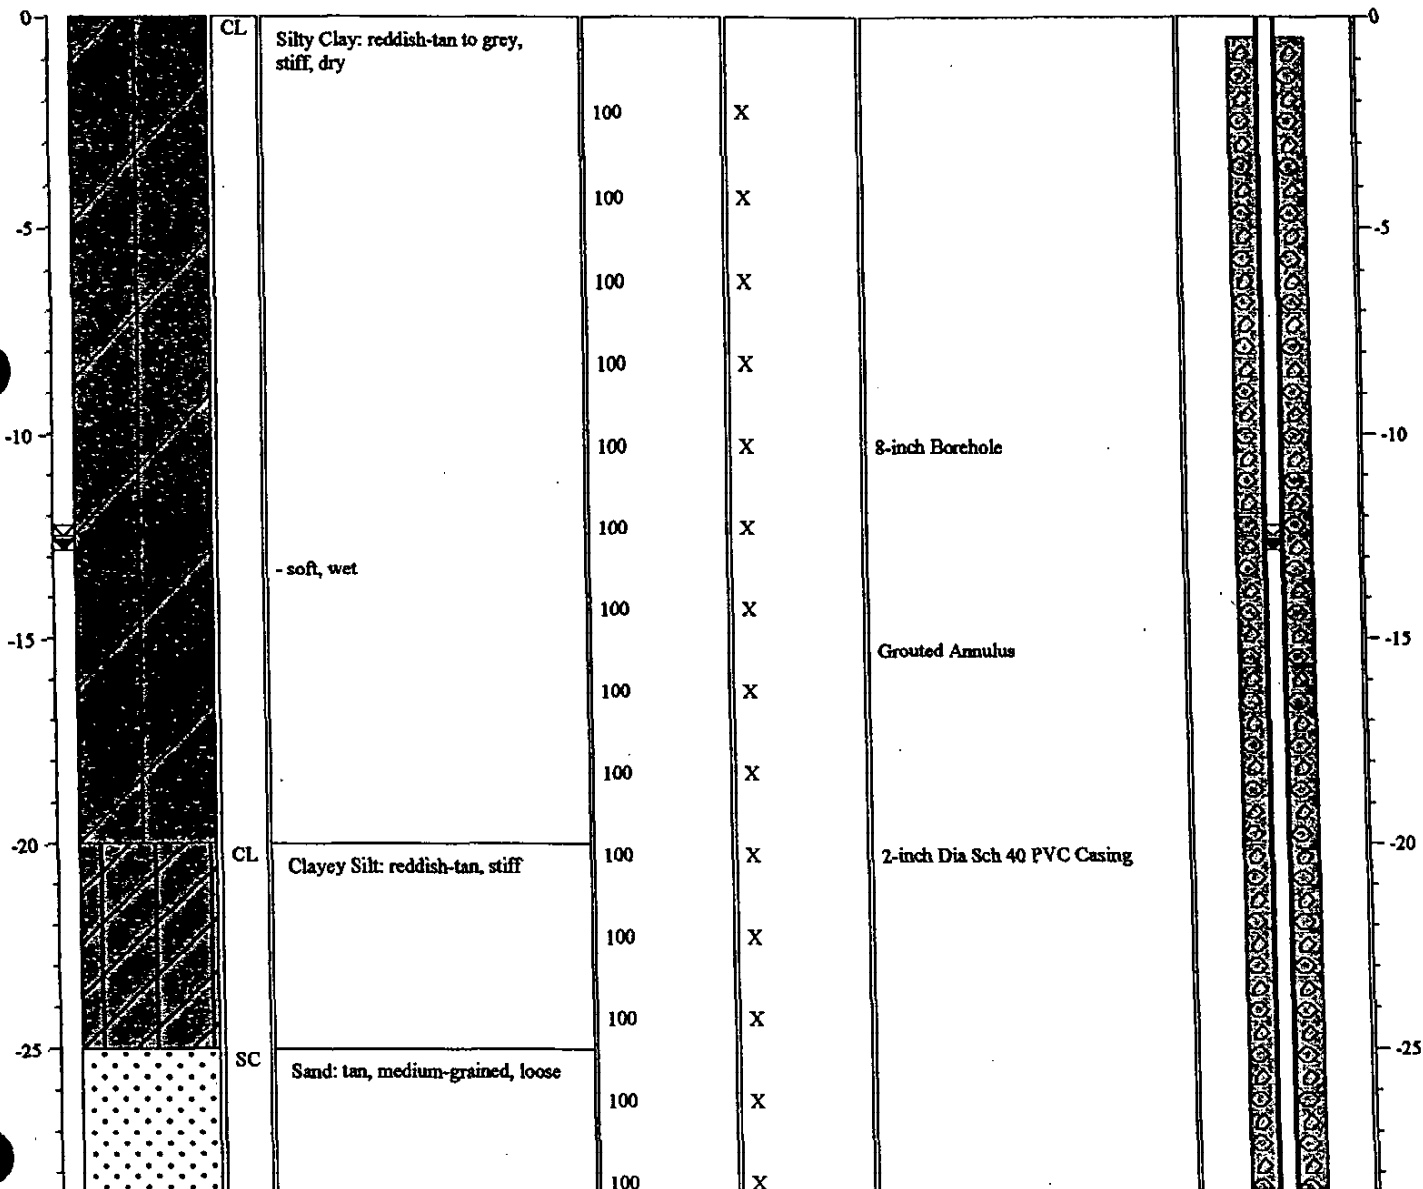 0 CL Silty Clay: reddish-tan to grey, 0
stiff, dry
100 X
100 X
-5 -5
100 X
100 X
-10 100 X 8-inch Borehole -10
100 X
- soft, wet
100 X
-15 Grouted Annulus -15
100 X
100 X
-20 CL Clayey Silt: reddish-tan, stiff 100 X 2-inch Dia Sch 40 PVC Casing -20
100 X
100 X
-25 SC Sand: tan, medium-grained, loose -25
100 X
100 X